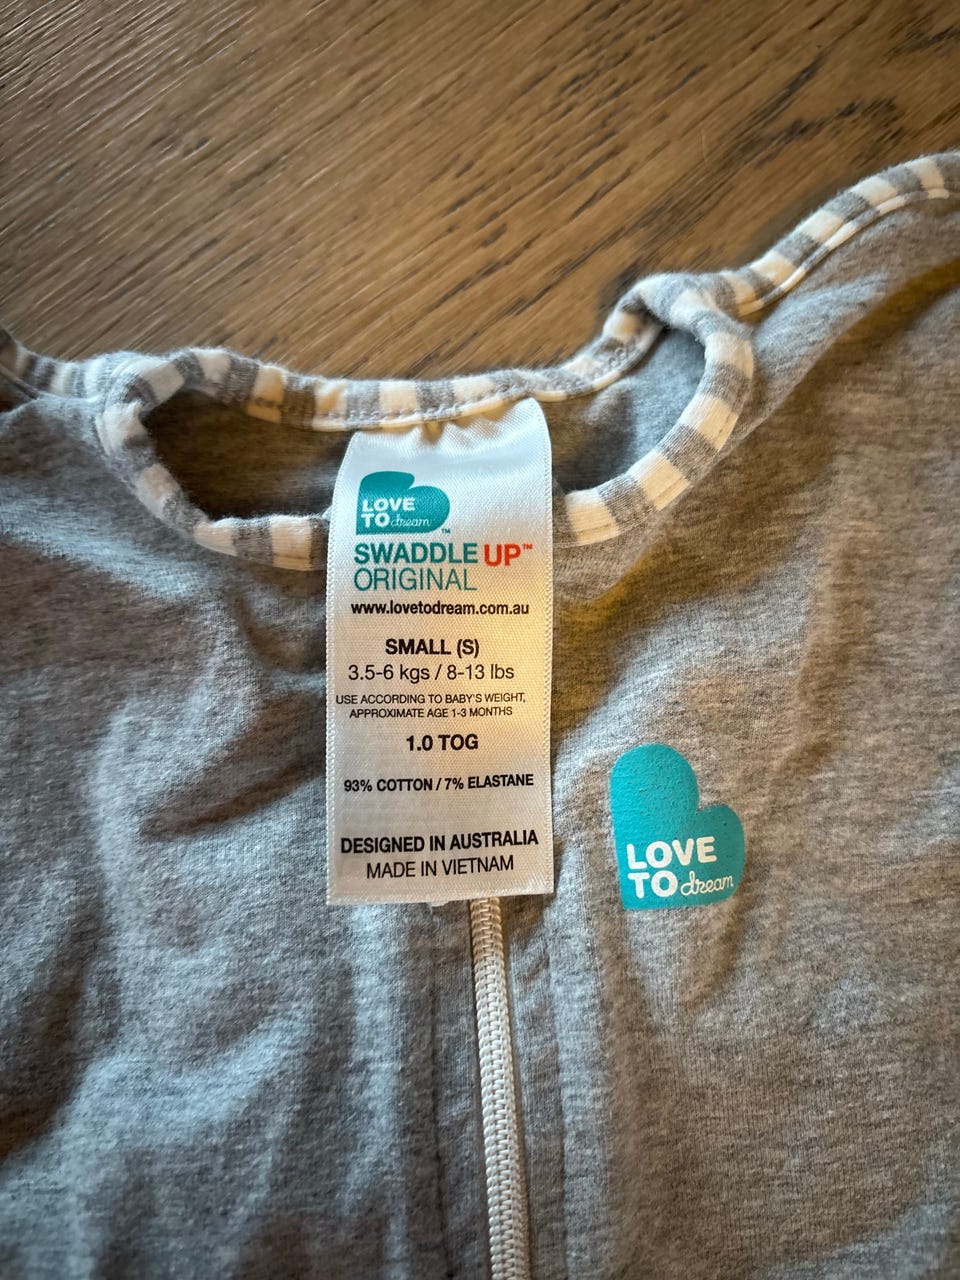 LOVE
TO dream™
SWADDLE UP™
ORIGINAL
www.lovetodream.com.au
SMALL (S)
3.5-6 kgs / 8-13 lbs
USE ACCORDING TO BABY'S WEIGHT,
APPROXIMATE AGE 1-3 MONTHS
1.0 TOG
93% COTTON / 7% ELASTANE
DESIGNED IN AUSTRALIA
MADE IN VIETNAM
LOVE
TO dream